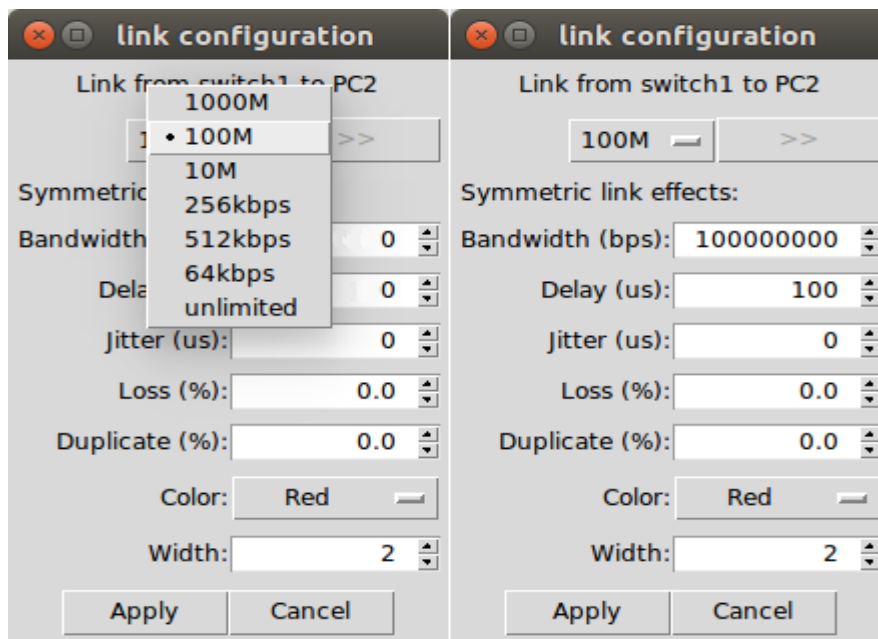 link configuration
Link from switch1 to PC2
1000M
• 100M
10M
256kbps
512kbps
64kbps
unlimited
>>
Symmetric
Bandwidth
0
Dela
0
Jitter (us):
0
Loss (%):
0.0
Duplicate (%):
0.0
Color:
Red
Width:
2
Apply
Cancel
link configuration
Link from switch1 to PC2
100M
>>
Symmetric link effects:
Bandwidth (bps):
100000000
Delay (us):
100
Jitter (us):
0
Loss (%):
0.0
Duplicate (%):
0.0
Color:
Red
Width:
2
Apply
Cancel